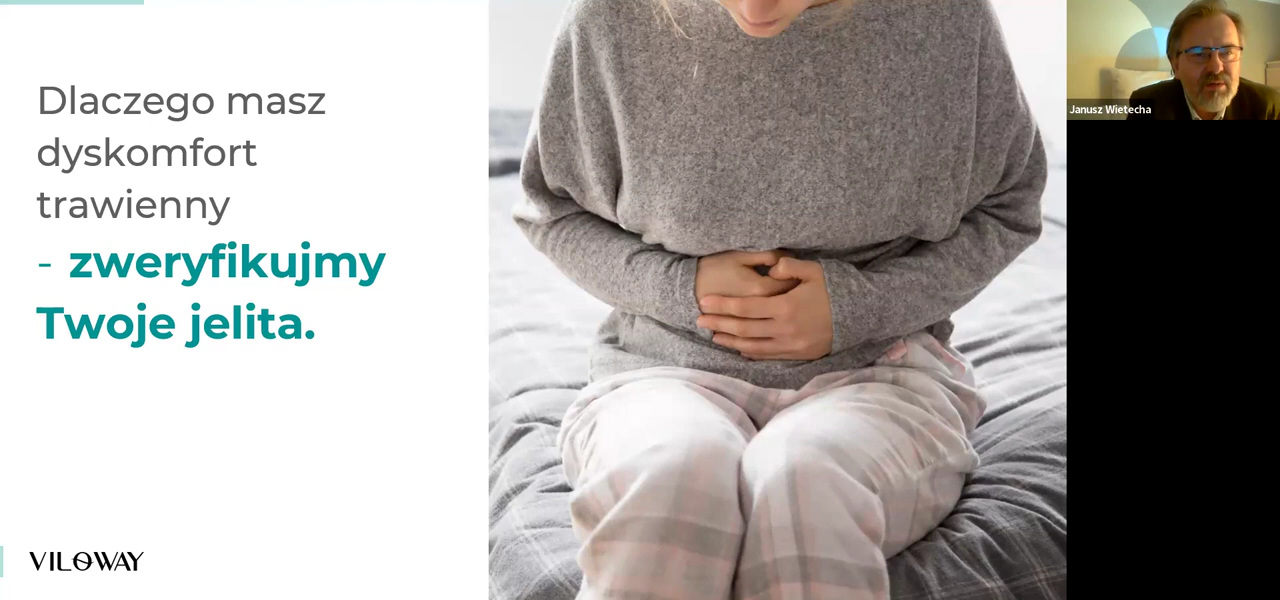 Dlaczego masz
dyskomfort
trawienny
- zweryfikujmy
Twoje jelita.
VILOWAY
Janusz Wietecha